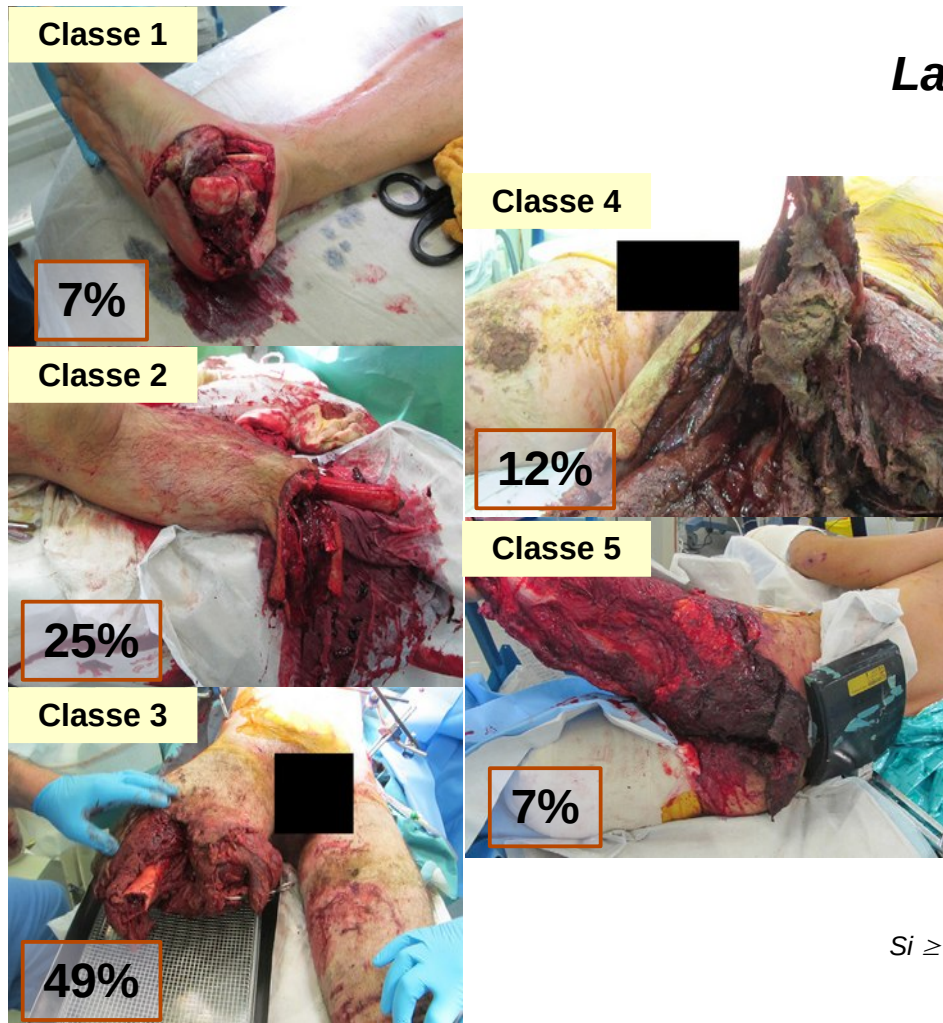 Classe 1
7%
Classe 2
25%
Classe 3
49%
La
Classe 4
12%
Classe 5
7%
Si ≥